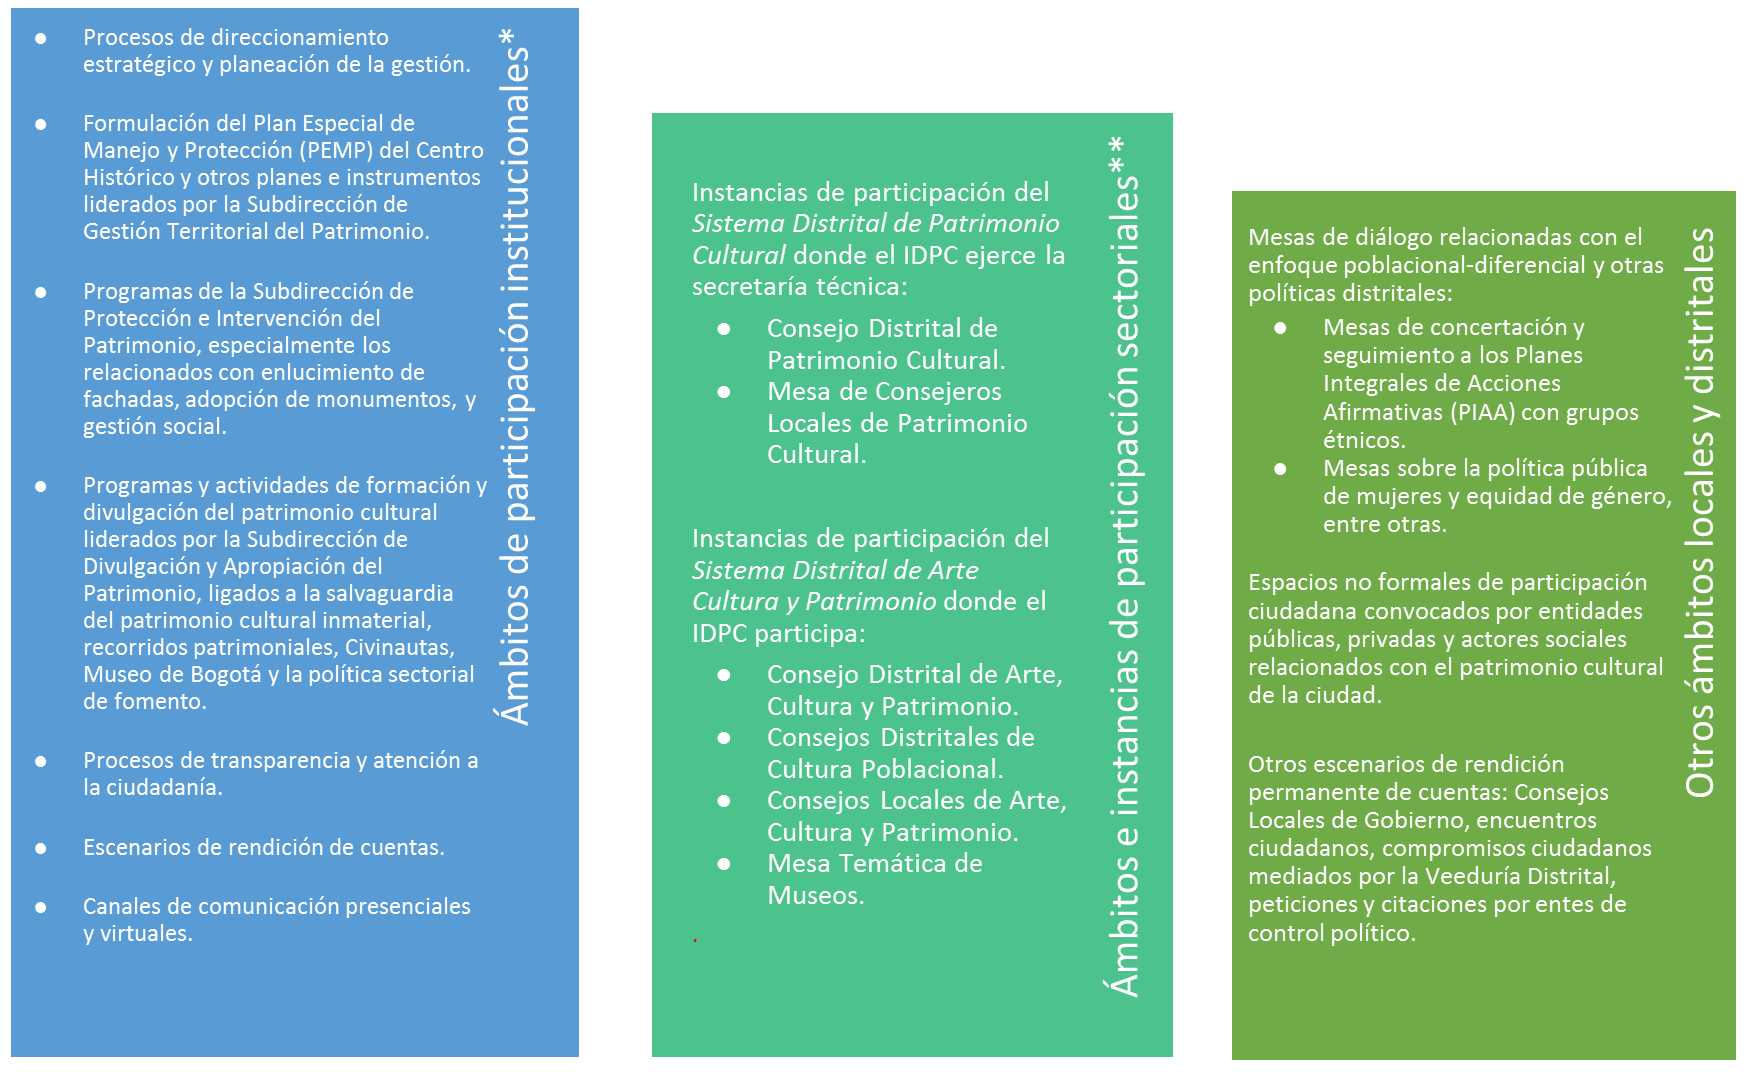 ● Procesos de direccionamiento
estratégico y planeación de la gestión.
● Formulación del Plan Especial de
Manejo y Protección (PEMP) del Centro
Histórico y otros planes e instrumentos
liderados por la Subdirección de
Gestión Territorial del Patrimonio.
● Programas de la Subdirección de
Protección e Intervención del
Patrimonio, especialmente los
relacionados con enlucimiento de
fachadas, adopción de monumentos, y
gestión social.
● Programas y actividades de formación y
divulgación del patrimonio cultural
liderados por la Subdirección de
Divulgación y Apropiación del
Patrimonio, ligados a la salvaguardia
del patrimonio cultural inmaterial,
recorridos patrimoniales, Civinautas,
Museo de Bogotá y la política sectorial
de fomento.
● Procesos de transparencia y atención a
la ciudadanía.
● Escenarios de rendición de cuentas.
● Canales de comunicación presenciales
y virtuales.
Ámbitos de participación institucionales*
Instancias de participación del
Sistema Distrital de Patrimonio
Cultural donde el IDPC ejerce la
secretaría técnica:
● Consejo Distrital de
Patrimonio Cultural.
● Mesa de Consejeros
Locales de Patrimonio
Cultural.
Instancias de participación del
Sistema Distrital de Arte
Cultura y Patrimonio donde el
IDPC participa:
● Consejo Distrital de Arte,
Cultura y Patrimonio.
● Consejos Distritales de
Cultura Poblacional.
● Consejos Locales de Arte,
Cultura y Patrimonio.
● Mesa Temática de
Museos.
.
Ámbitos e instancias de participación sectoriales**
Mesas de diálogo relacionadas con el
enfoque poblacional-diferencial y otras
políticas distritales:
● Mesas de concertación y
seguimiento a los Planes
Integrales de Acciones
Afirmativas (PIAA) con grupos
étnicos.
● Mesas sobre la política pública
de mujeres y equidad de género,
entre otras.
Espacios no formales de participación
ciudadana convocados por entidades
públicas, privadas y actores sociales
relacionados con el patrimonio cultural
de la ciudad.
Otros escenarios de rendición
permanente de cuentas: Consejos
Locales de Gobierno, encuentros
ciudadanos, compromisos ciudadanos
mediados por la Veeduría Distrital,
peticiones y citaciones por entes de
control político.
Otros ámbitos locales y distritales